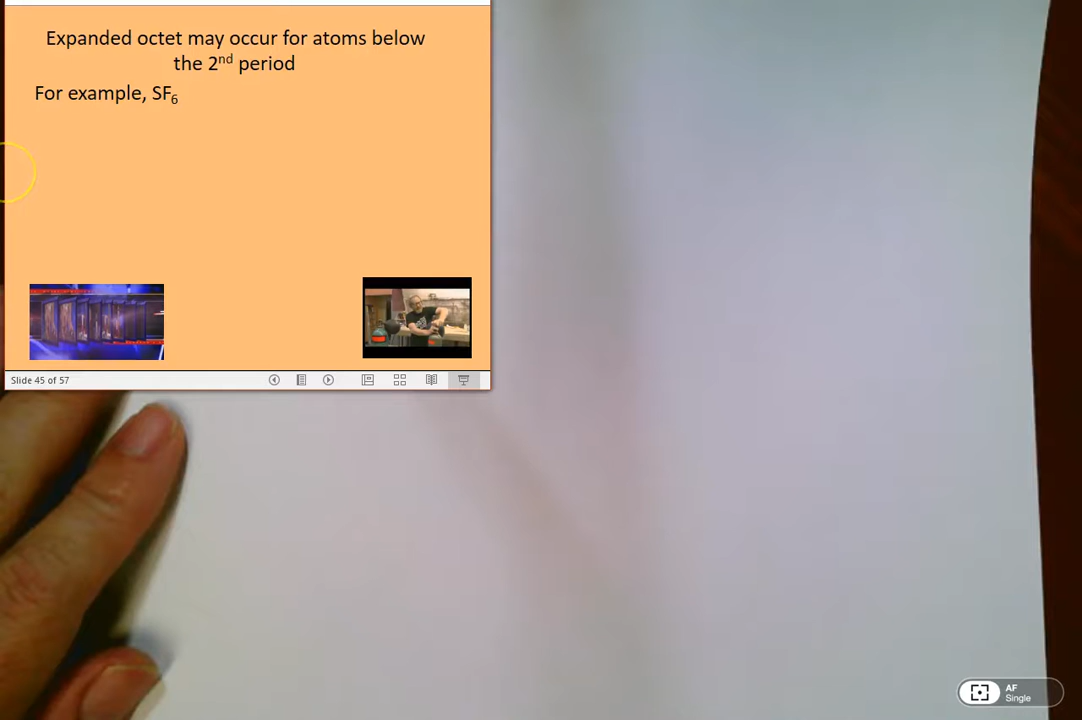 Expanded octet may occur for atoms below
the 2nd period
For example, SF6
Slide 45 of 57
AF
Single